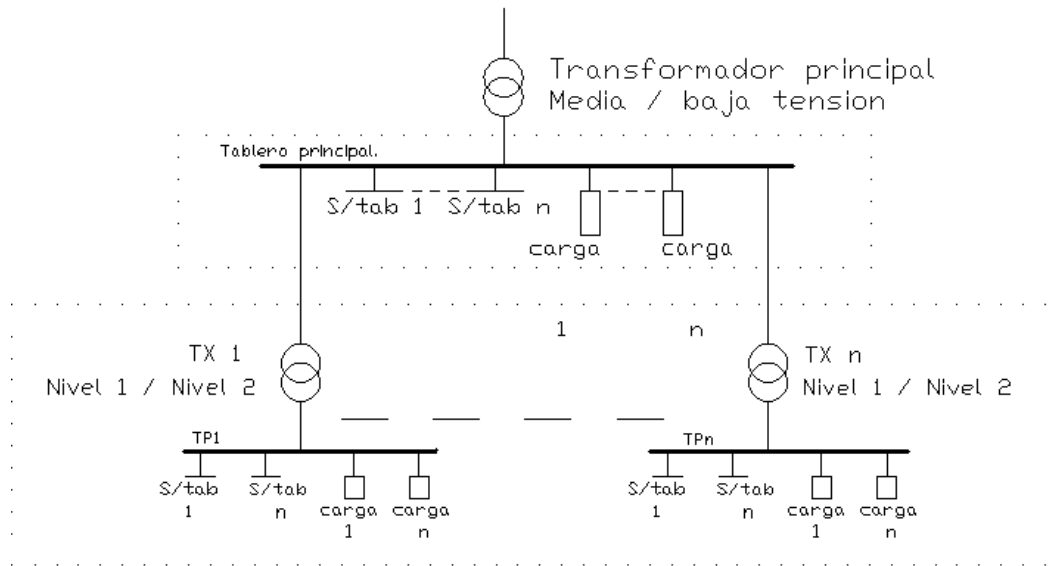 Transformador principal
Media / baja tension
Tablero principal.
S/tab 1 S/tab n
carga carga
1 n
TX 1
Nivel 1 / Nivel 2
TX n
Nivel 1 / Nivel 2
TP1
S/tab
1
S/tab
n
carga
1
carga
n
TPn
S/tab
1
S/tab
n
carga
1
carga
n